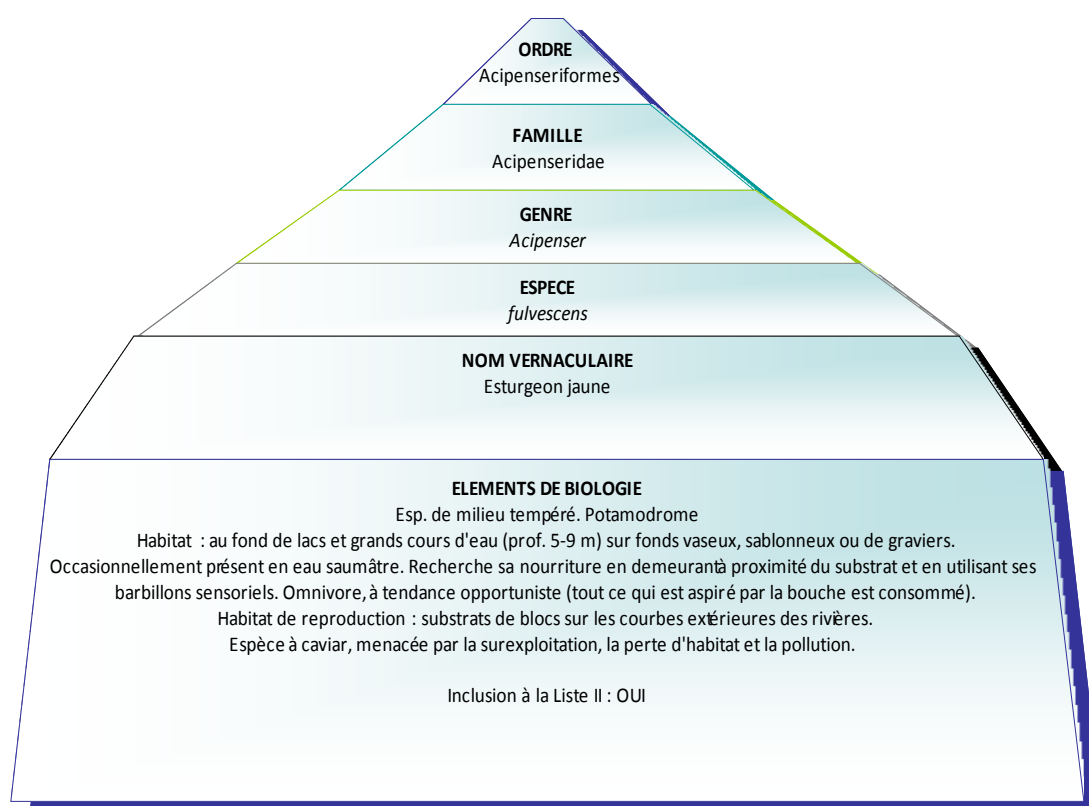 ORDRE
Acipenseriformes
FAMILLE
Acipenseridae
GENRE
Acipenser
ESPECE
fulvescens
NOM VERNACULAIRE
Esturgeon jaune
ELEMENTS DE BIOLOGIE
Esp. de milieu tempéré. Potamodrome
Habitat : au fond de lacs et grands cours d'eau (prof. 5-9 m) sur fonds vaseux, sablonneux ou de graviers.
Occasionnellement présent en eau saumâtre. Recherche sa nourriture en demeurant à proximité du substrat et en utilisant ses
barbillons sensoriels. Omnivore, à tendance opportuniste (tout ce qui est aspiré par la bouche est consommé).
Habitat de reproduction : substrats de blocs sur les courbes extérieures des rivières.
Espèce à caviar, menacée par la surexploitation, la perte d'habitat et la pollution.
Inclusion à la Liste II : OUI